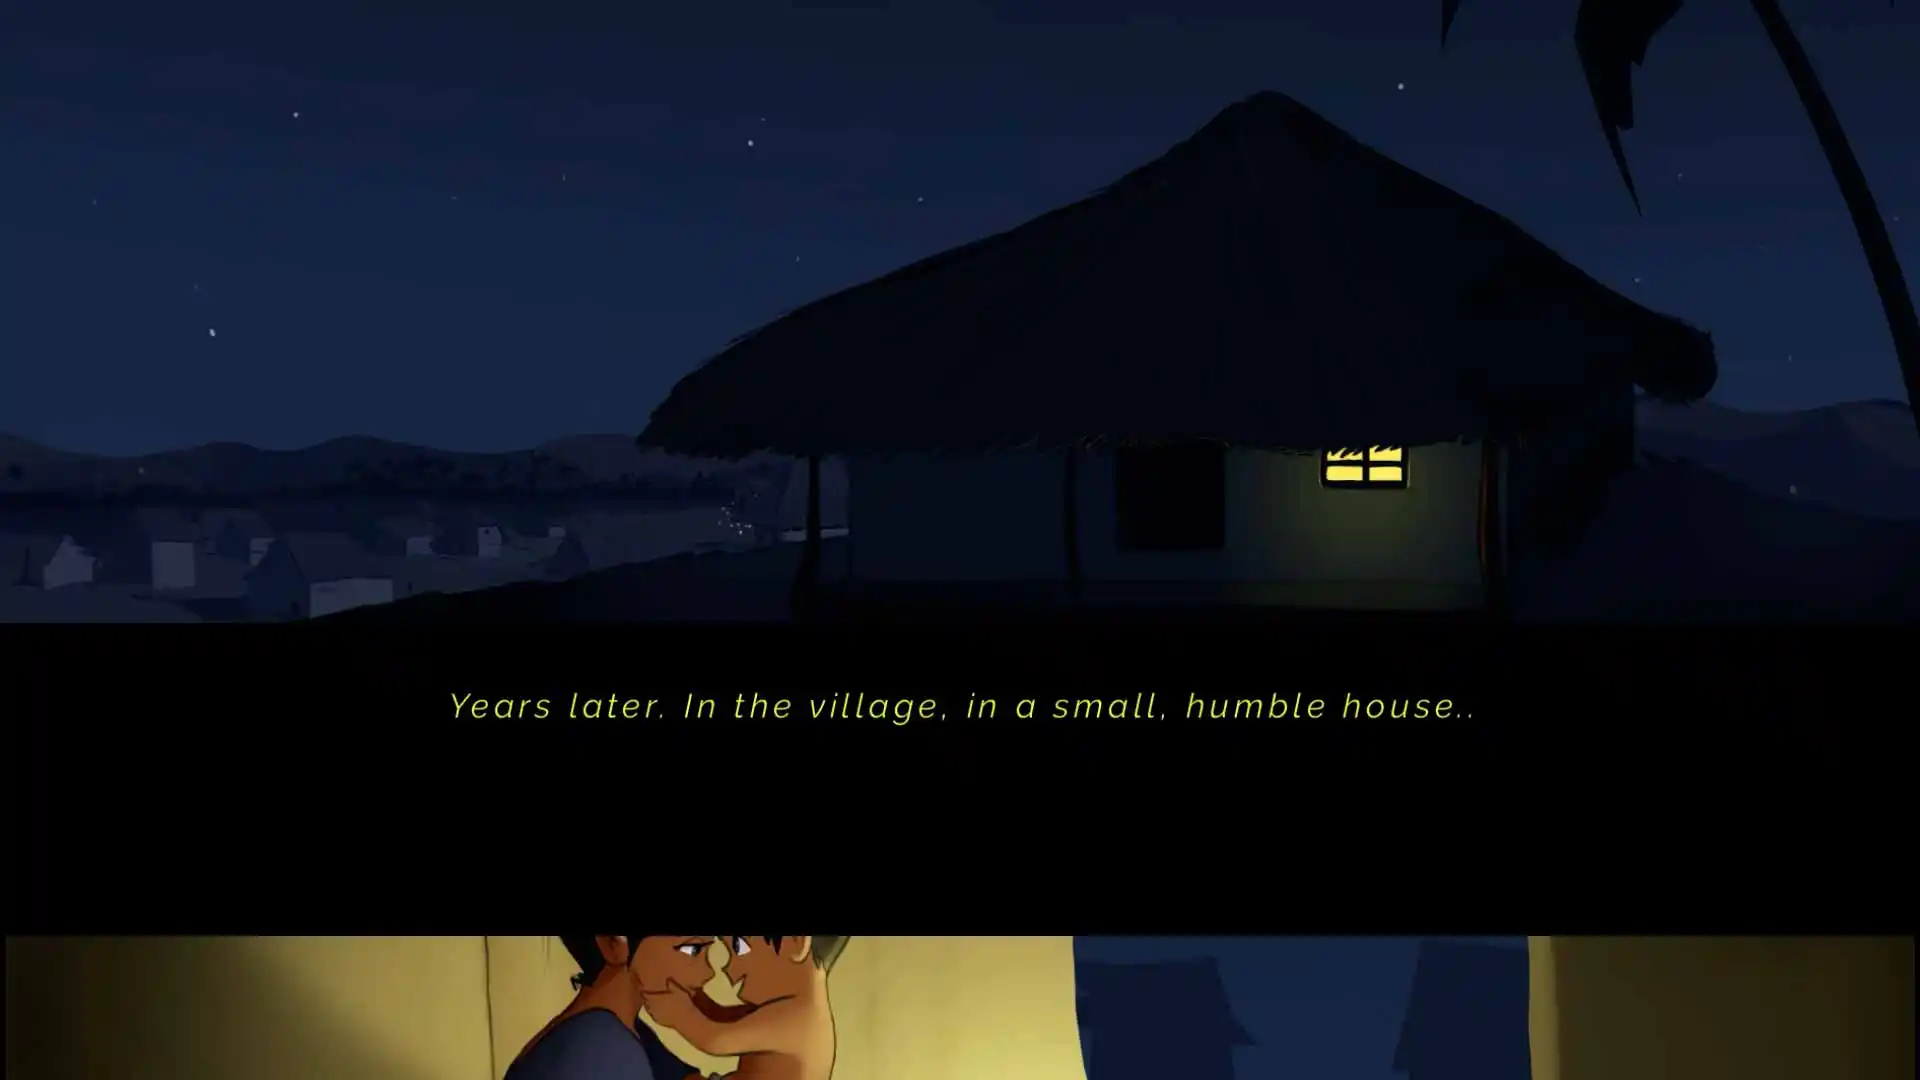 Years later. In the village, in a small, humble house..